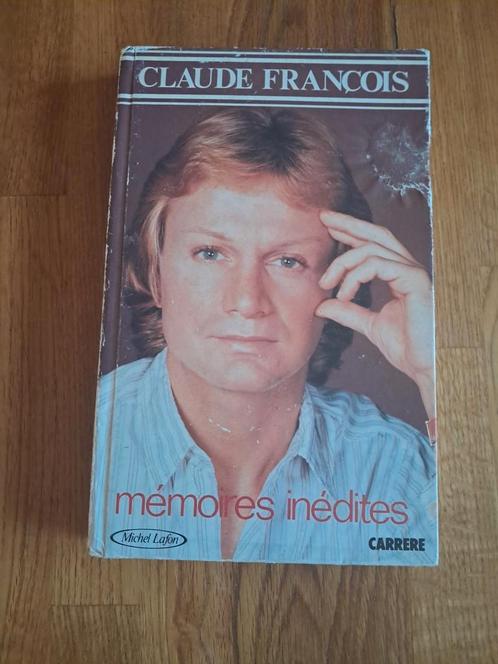 CLAUDE FRANÇOIS
mémoires inédites
Michel Lafon
CARRERE